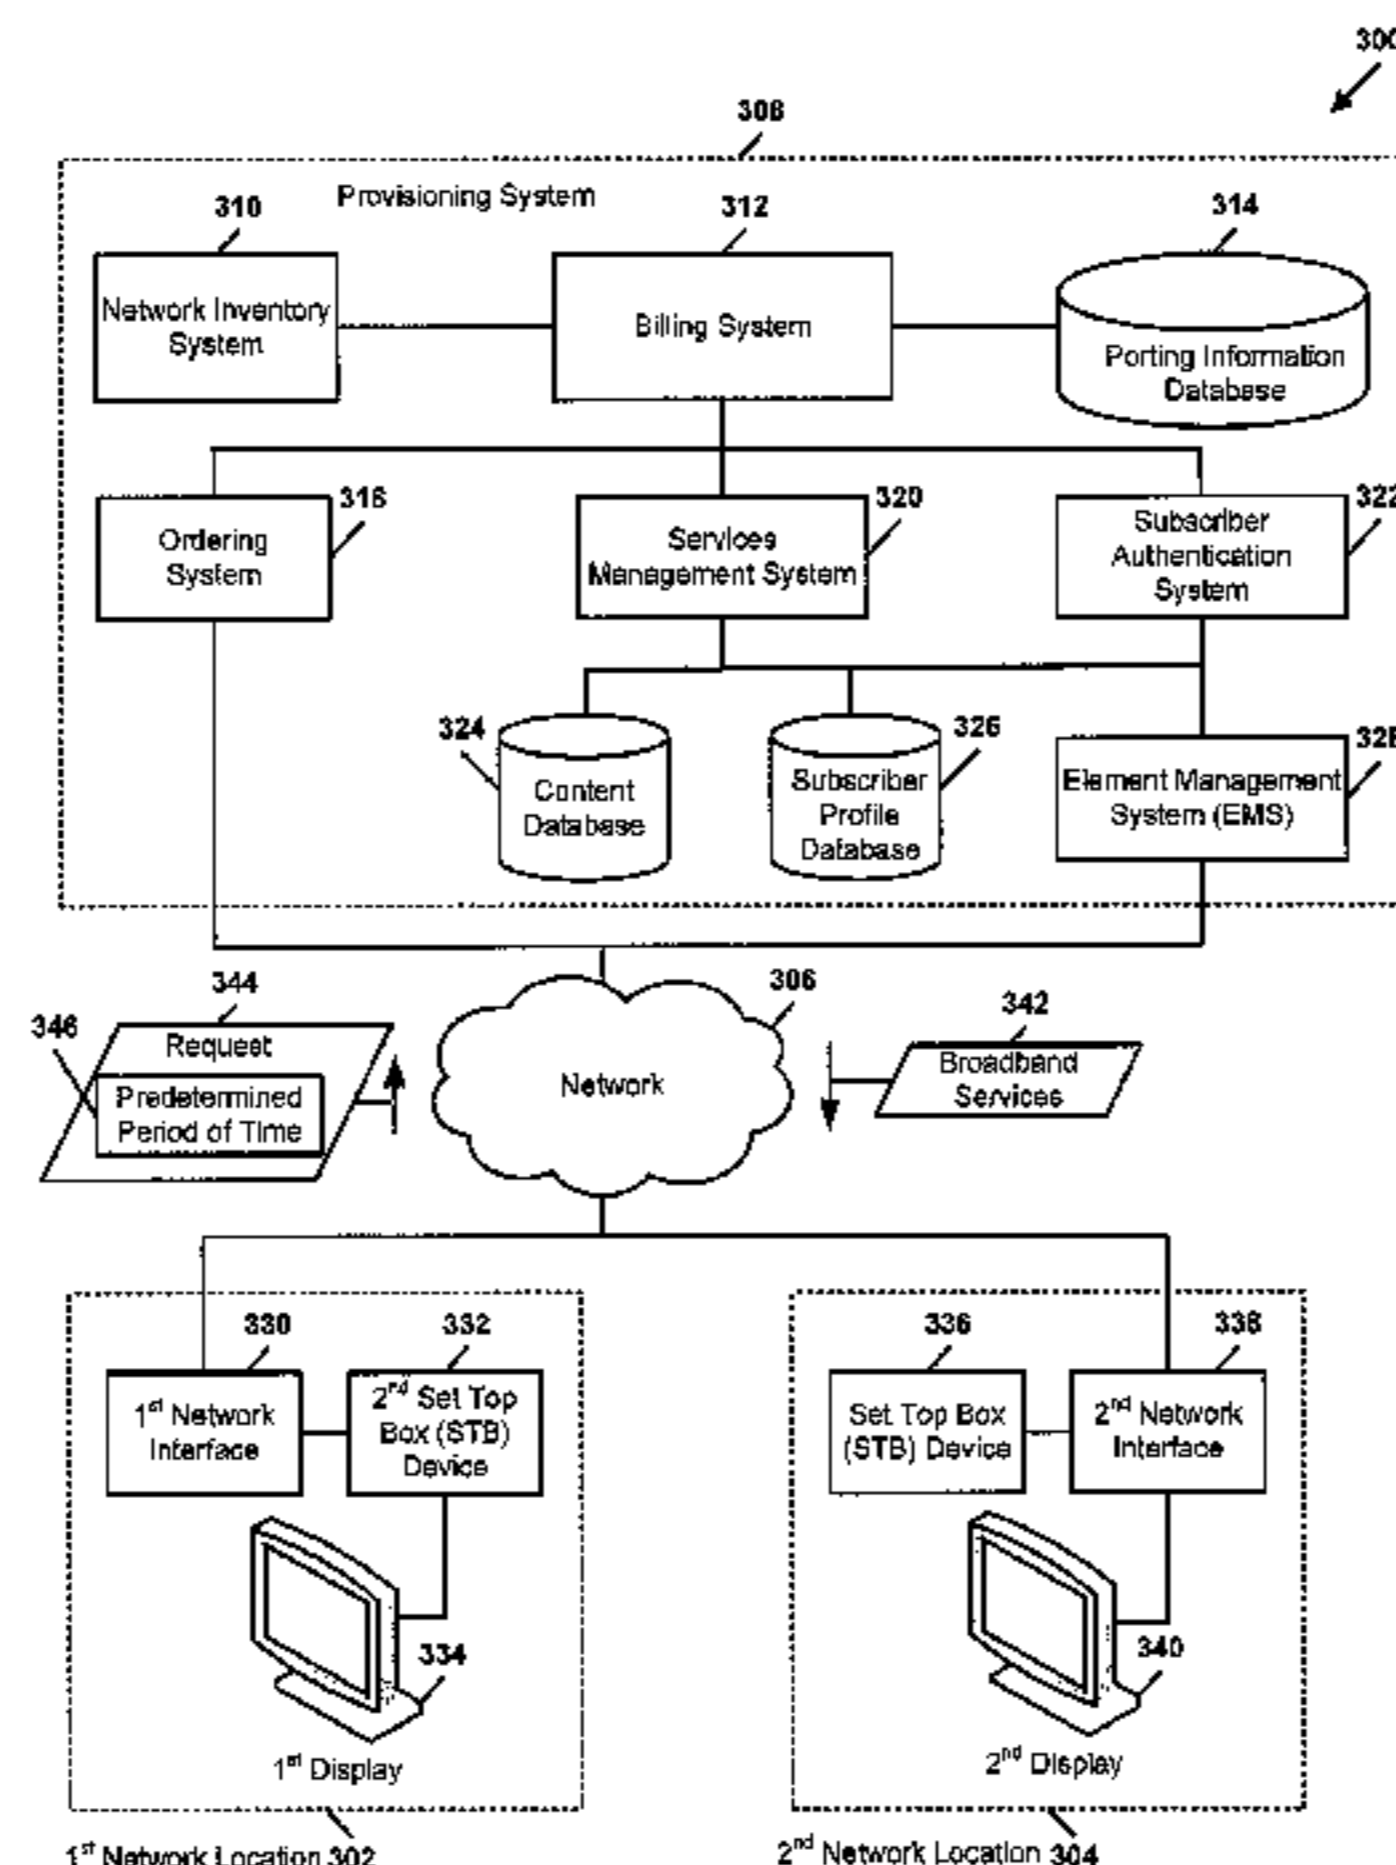 300
308
Provisioning System
310
312
314
Network Inventory
System
Billing System
Porting Information
Database
316
320
322
Ordering
System
Services
Management System
Subscriber
Authentication
System
324
326
328
Content
Database
Subscriber
Profile
Database
Element Management
System (EMS)
344
306
342
346
Request
Predetermined
Period of Time
Network
Broadband
Services
330
332
336
338
1st Network
Interface
2nd Set Top
Box (STB)
Device
Set Top Box
(STB) Device
2nd Network
Interface
334
340
1st Display
2nd Display
1st Network Location 302
2nd Network Location 304